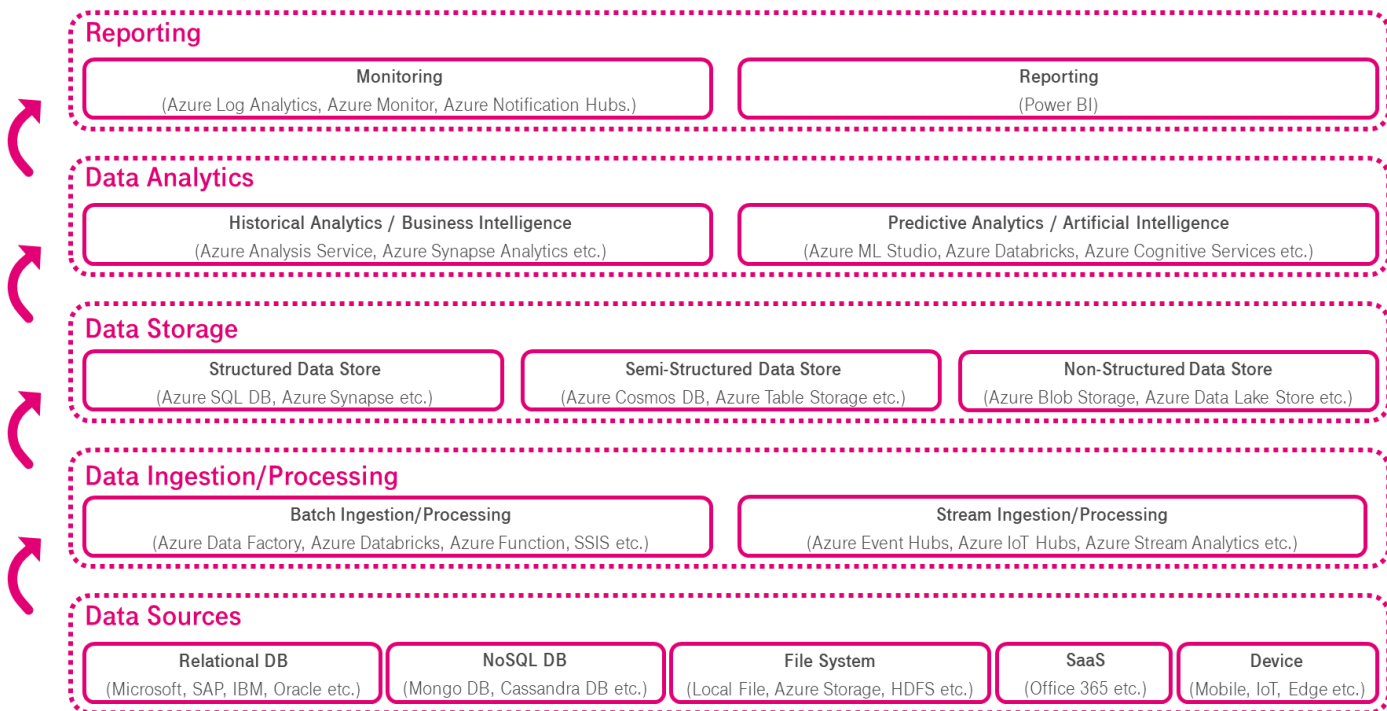 Reporting
Monitoring
(Azure Log Analytics, Azure Monitor, Azure Notification Hubs.)
Reporting
(Power BI)
Data Analytics
Historical Analytics / Business Intelligence
(Azure Analysis Service, Azure Synapse Analytics etc.)
Predictive Analytics / Artificial Intelligence
(Azure ML Studio, Azure Databricks, Azure Cognitive Services etc.)
Data Storage
Structured Data Store
(Azure SQL DB, Azure Synapse etc.)
Semi-Structured Data Store
(Azure Cosmos DB, Azure Table Storage etc.)
Non-Structured Data Store
(Azure Blob Storage, Azure Data Lake Store etc.)
Data Ingestion/Processing
Batch Ingestion/Processing
(Azure Data Factory, Azure Databricks, Azure Function, SSIS etc.)
Stream Ingestion/Processing
(Azure Event Hubs, Azure IoT Hubs, Azure Stream Analytics etc.)
Data Sources
Relational DB
(Microsoft, SAP, IBM, Oracle etc.)
NoSQL DB
(Mongo DB, Cassandra DB etc.)
File System
(Local File, Azure Storage, HDFS etc.)
SaaS
(Office 365 etc.)
Device
(Mobile, IoT, Edge etc.)